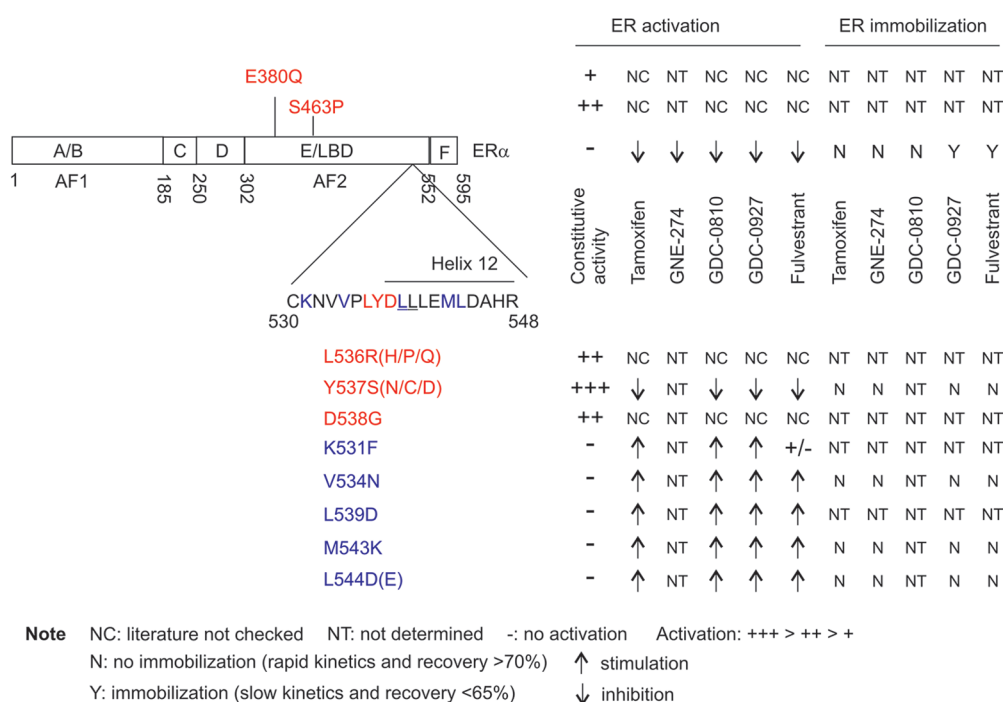 ER activation ER immobilization
E380Q + NC NT NC NC NC NT NT NT NT NT
S463P ++ NC NT NC NC NC NT NT NT NT NT
A/B C D E/LBD F ERα - ↓ ↓ ↓ ↓ ↓ N N N Y Y
1 AF1 185 250 302 AF2 552 595
Constitutive activity Tamoxifen GNE-274 GDC-0810 GDC-0927 Fulvestrant Tamoxifen GNE-274 GDC-0810 GDC-0927 Fulvestrant
Helix 12
CKNVVPLYDLLLEMLDAHR
530 548
L536R(H/P/Q) ++ NC NT NC NC NC NT NT NT NT NT
Y537S(N/C/D) +++ ↓ NT ↓ ↓ ↓ N N NT N N
D538G ++ NC NT NC NC NC NT NT NT NT NT
K531F - ↑ NT ↑ ↑ +/- NT NT NT NT NT
V534N - ↑ NT ↑ ↑ ↑ N N NT N N
L539D - ↑ NT ↑ ↑ ↑ NT NT NT NT NT
M543K - ↑ NT ↑ ↑ ↑ N N NT N N
L544D(E) - ↑ NT ↑ ↑ ↑ N N NT N N
Note NC: literature not checked NT: not determined -: no activation Activation: +++ > ++ > +
N: no immobilization (rapid kinetics and recovery >70%) ↑ stimulation
Y: immobilization (slow kinetics and recovery <65%) ↓ inhibition